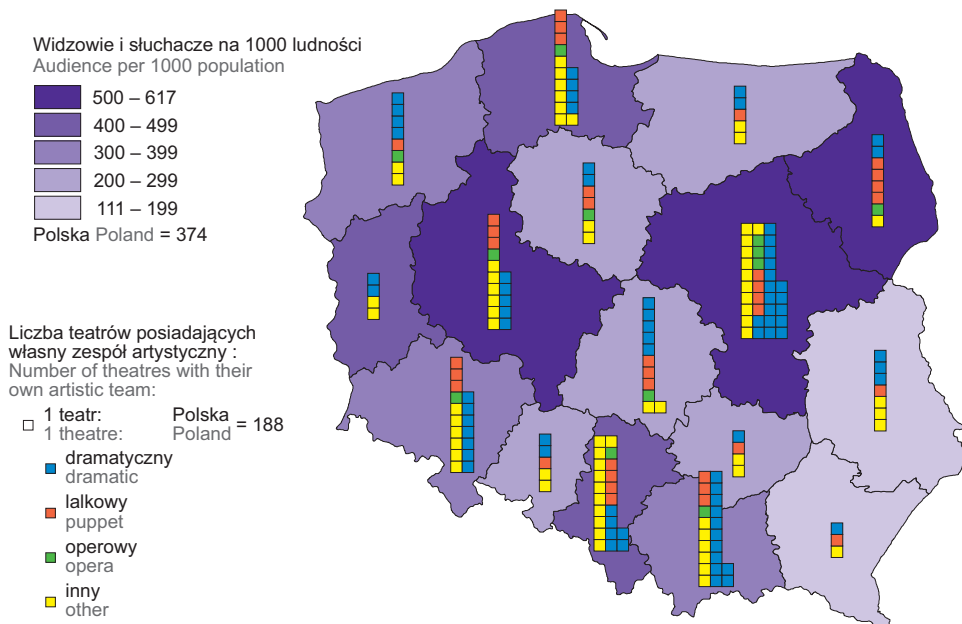 Widzowie i słuchacze na 1000 ludności
Audience per 1000 population
500 – 617
400 – 499
300 – 399
200 – 299
111 – 199
Polska Poland = 374
Liczba teatrów posiadających
własny zespół artystyczny :
Number of theatres with their
own artistic team:
1 teatr: Polska
1 theatre: Poland = 188
dramatyczny
dramatic
lalkowy
puppet
operowy
opera
inny
other